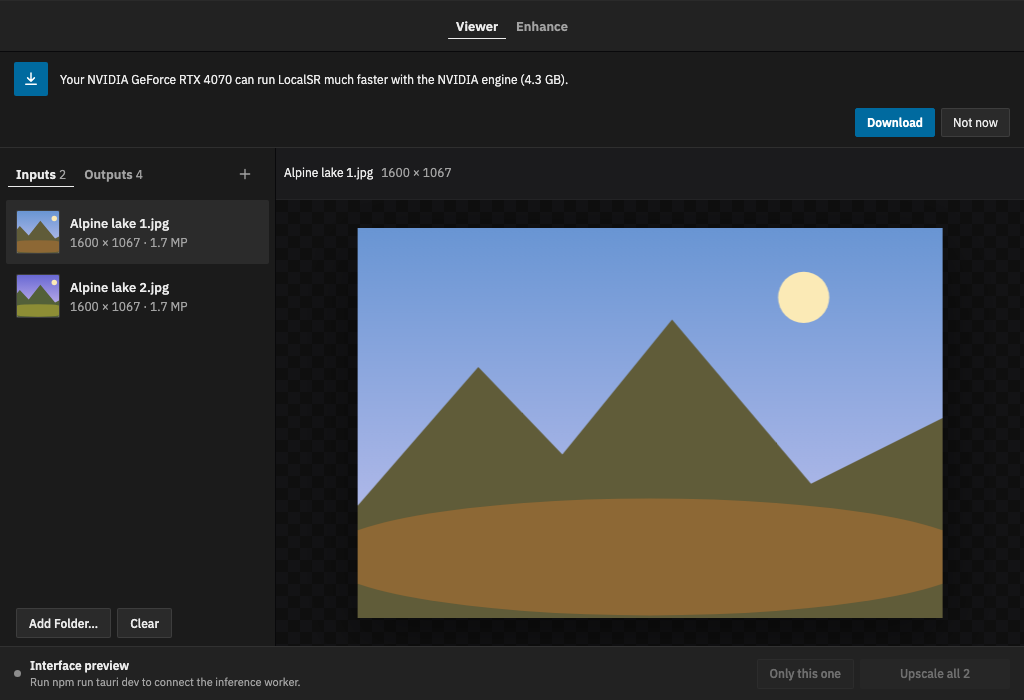 Viewer Enhance
Your NVIDIA GeForce RTX 4070 can run LocalSR much faster with the NVIDIA engine (4.3 GB).
Download Not now
Inputs 2 Outputs 4 +
Alpine lake 1.jpg 1600 × 1067
Alpine lake 1.jpg
1600 × 1067 · 1.7 MP
Alpine lake 2.jpg
1600 × 1067 · 1.7 MP
Add Folder... Clear
Interface preview
Run npm run tauri dev to connect the inference worker.
Only this one Upscale all 2